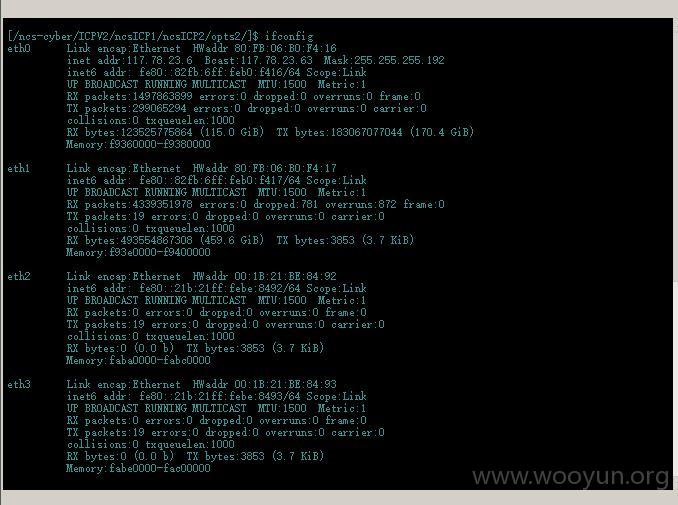 [/ncs-cyber/ICPV2/ncsICP1/ncsICP2/opts2/]$ ifconfig
eth0 Link encap:Ethernet HWaddr 80:FB:06:B0:F4:16
inet addr:117.78.23.6 Bcast:117.78.23.63 Mask:255.255.255.192
inet6 addr: fe80::82fb:6ff:feb0:f416/64 Scope:Link
UP BROADCAST RUNNING MULTICAST MTU:1500 Metric:1
RX packets:1497863899 errors:0 dropped:0 overruns:0 frame:0
TX packets:299065294 errors:0 dropped:0 overruns:0 carrier:0
collisions:0 txqueuelen:1000
RX bytes:123525775864 (115.0 GiB) TX bytes:183067077044 (170.4 GiB)
Memory:f9360000-f9380000
eth1 Link encap:Ethernet HWaddr 80:FB:06:B0:F4:17
inet6 addr: fe80::82fb:6ff:feb0:f417/64 Scope:Link
UP BROADCAST RUNNING MULTICAST MTU:1500 Metric:1
RX packets:4339351978 errors:0 dropped:781 overruns:872 frame:0
TX packets:19 errors:0 dropped:0 overruns:0 carrier:0
collisions:0 txqueuelen:1000
RX bytes:493554867308 (459.6 GiB) TX bytes:3853 (3.7 KiB)
Memory:f93e0000-f9400000
eth2 Link encap:Ethernet HWaddr 00:1B:21:BE:84:92
inet6 addr: fe80::21b:21ff:febe:8492/64 Scope:Link
UP BROADCAST RUNNING MULTICAST MTU:1500 Metric:1
RX packets:0 errors:0 dropped:0 overruns:0 frame:0
TX packets:19 errors:0 dropped:0 overruns:0 carrier:0
collisions:0 txqueuelen:1000
RX bytes:0 (0.0 b) TX bytes:3853 (3.7 KiB)
Memory:faba0000-fabc0000
eth3 Link encap:Ethernet HWaddr 00:1B:21:BE:84:93
inet6 addr: fe80::21b:21ff:febe:8493/64 Scope:Link
UP BROADCAST RUNNING MULTICAST MTU:1500 Metric:1
RX packets:0 errors:0 dropped:0 overruns:0 frame:0
TX packets:19 errors:0 dropped:0 overruns:0 carrier:0
collisions:0 txqueuelen:1000
RX bytes:0 (0.0 b) TX bytes:3853 (3.7 KiB)
Memory:fabe0000-fac00000
www.wooyun.org